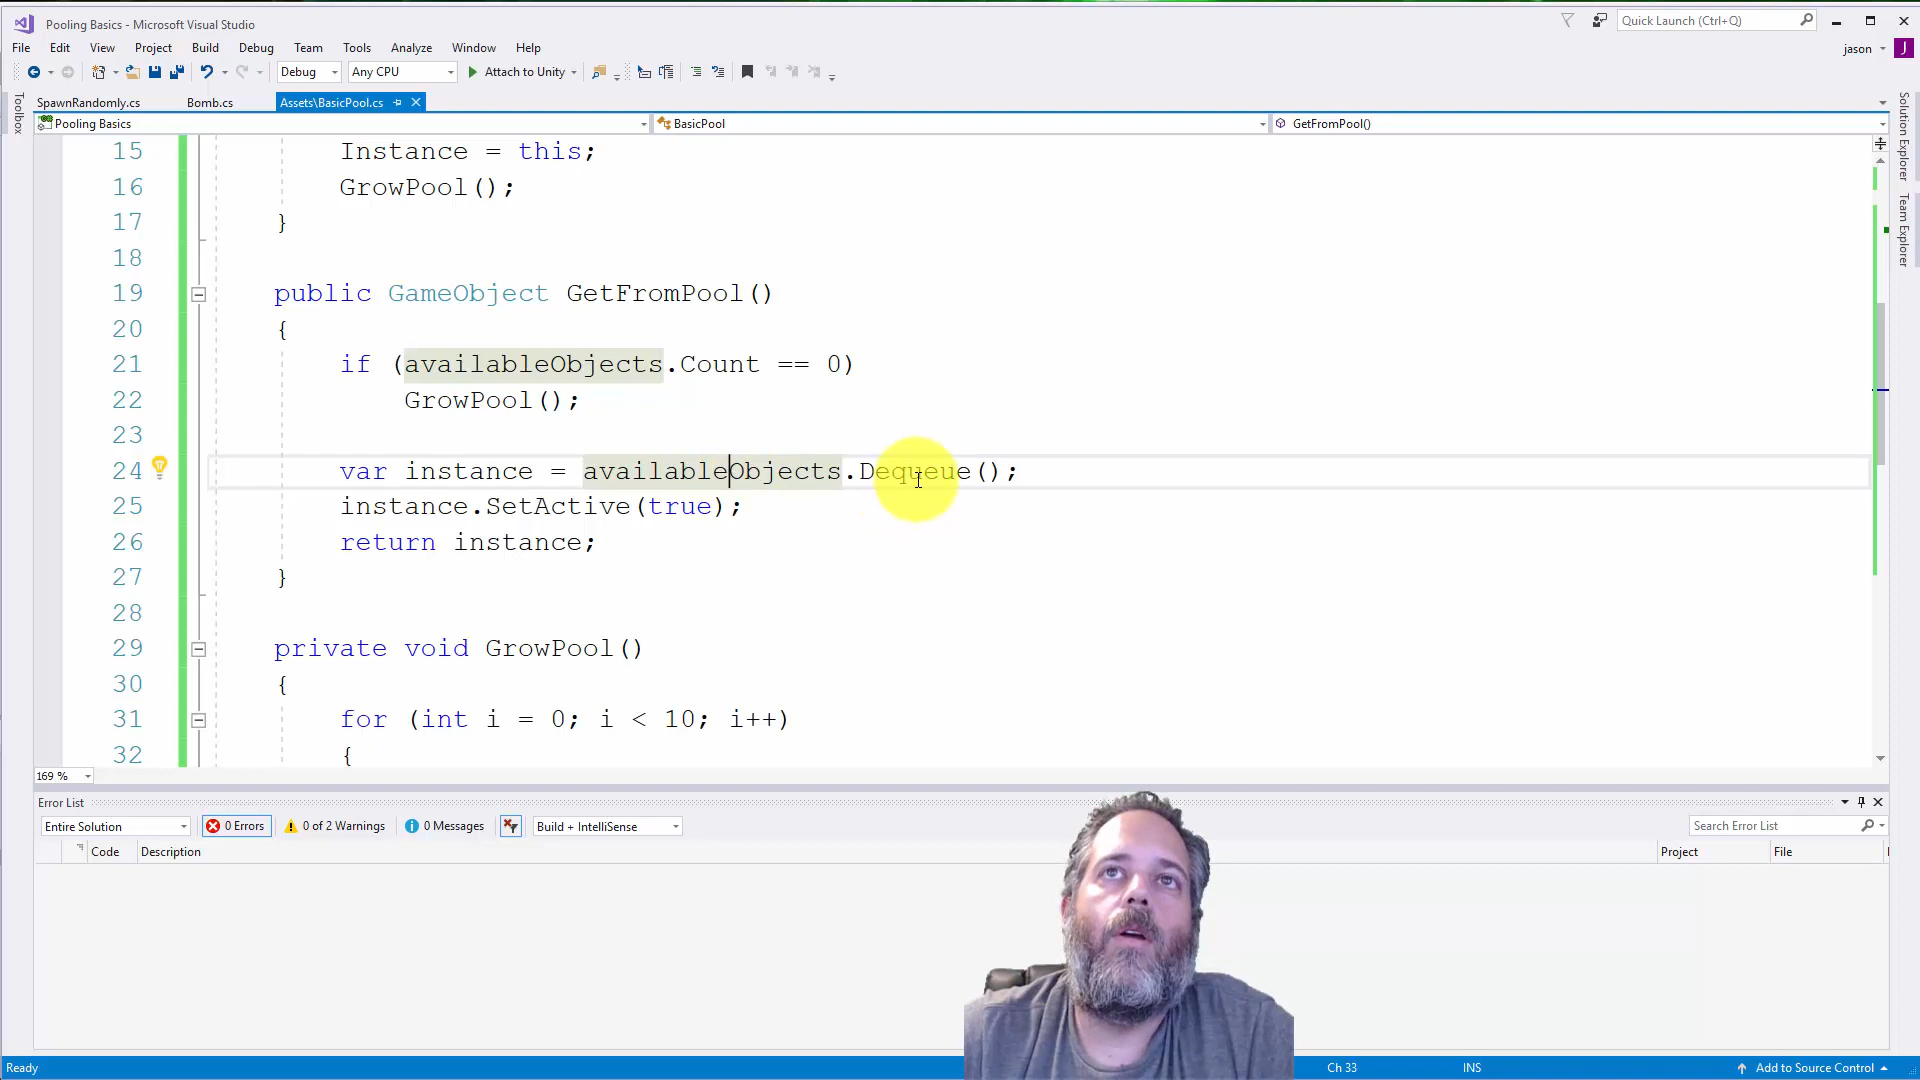 Pooling Basics - Microsoft Visual Studio
Quick Launch (Ctrl+Q)
File Edit View Project Build Debug Team Tools Analyze Window Help
jason J
Debug Any CPU Attach to Unity
SpawnRandomly.cs Bomb.cs Assets\BasicPool.cs
Toolbox
Solution Explorer
Team Explorer
Pooling Basics BasicPool GetFromPool()
15 Instance = this;
16 GrowPool();
17 }
18
19 public GameObject GetFromPool()
20 {
21 if (availableObjects.Count == 0)
22 GrowPool();
23
24 var instance = availableObjects.Dequeue();
25 instance.SetActive(true);
26 return instance;
27 }
28
29 private void GrowPool()
30 {
31 for (int i = 0; i < 10; i++)
32 {
169 %
Error List
Entire Solution 0 Errors 0 of 2 Warnings 0 Messages Build + IntelliSense Search Error List
Code Description Project File
Ready Ch 33 INS Add to Source Control